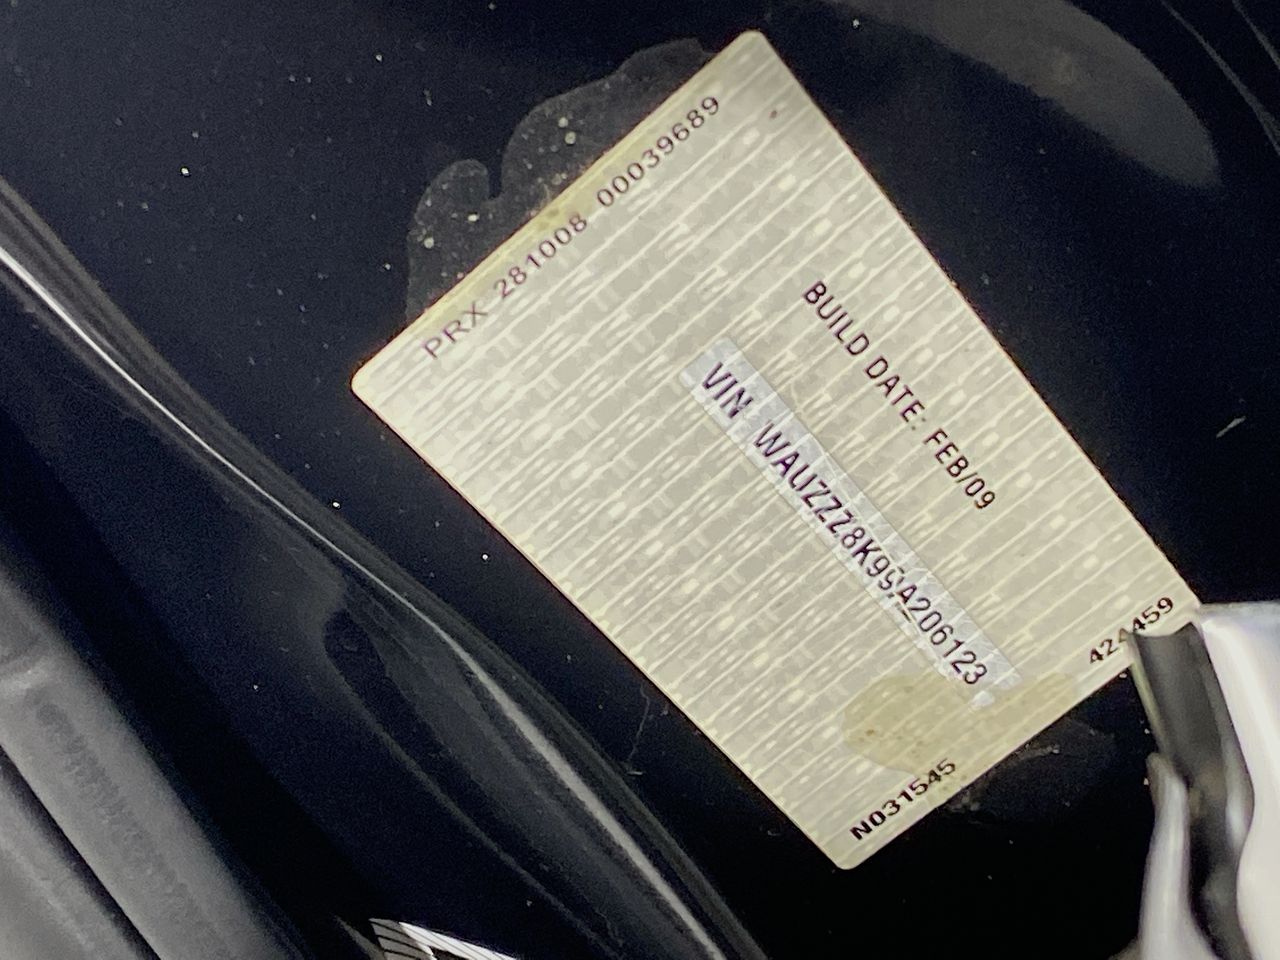 PRX 281008 00039689
BUILD DATE: FEB/09
VIN WAUZZZ8K99A206123
424459
N031545